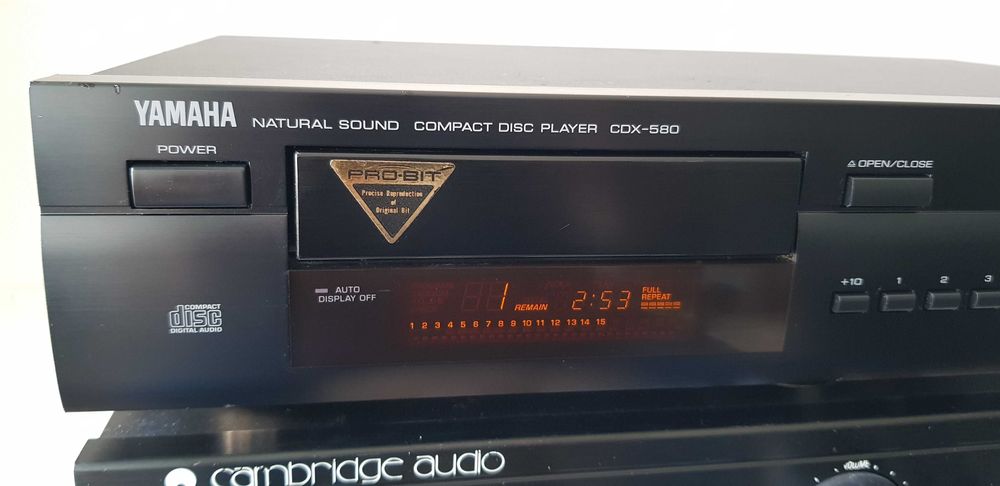 YAMAHA NATURAL SOUND COMPACT DISC PLAYER CDX-580
POWER
PRO-BIT
Precise Reproduction
of
Original Bit
△ OPEN/CLOSE
AUTO
DISPLAY OFF
1 REMAIN 2:53
FULL
REPEAT
1 2 3 4 5 6 7 8 9 10 11 12 13 14 15
+10 1 2 3
COMPACT
disc
DIGITAL AUDIO
cambridge audio
VOLUME